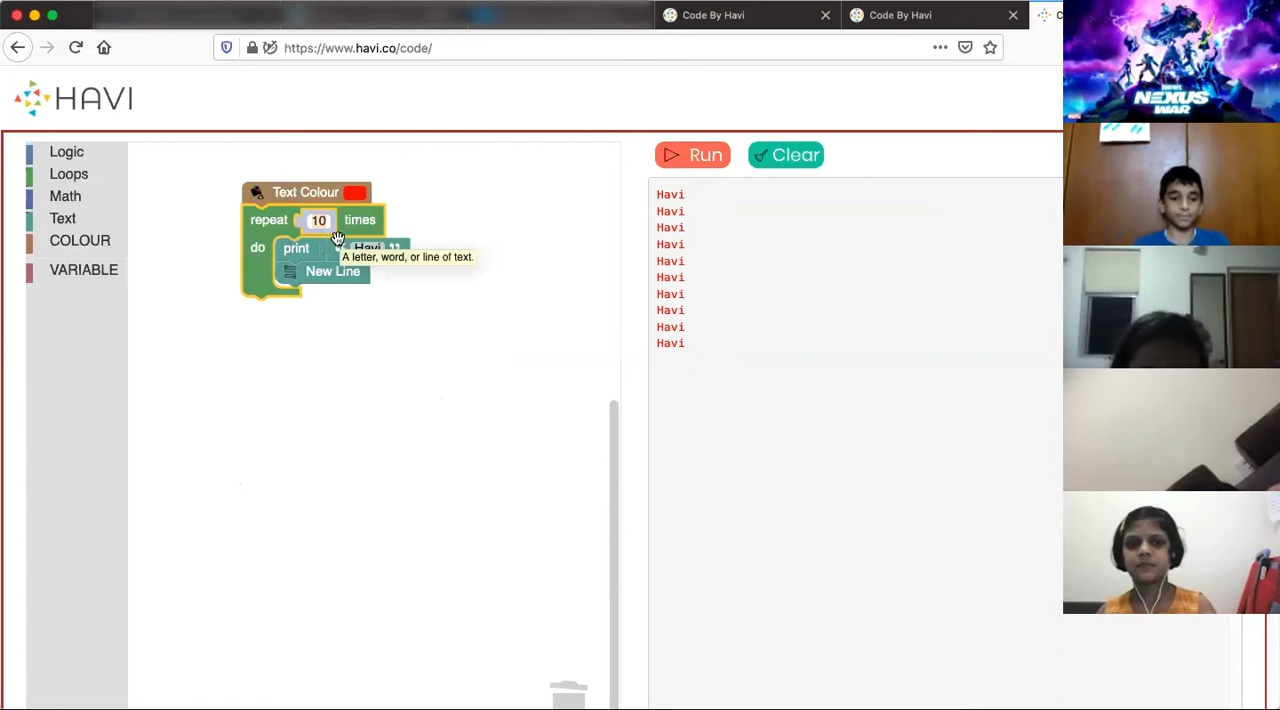 Code By Havi
Code By Havi
C
https://www.havi.co/code/
HAVI
Logic
Loops
Math
Text
COLOUR
VARIABLE
Text Colour
repeat 10 times
do print Havi ”
A letter, word, or line of text.
New Line
Run
Clear
Havi
Havi
Havi
Havi
Havi
Havi
Havi
Havi
Havi
Havi
NEXUS
WAR